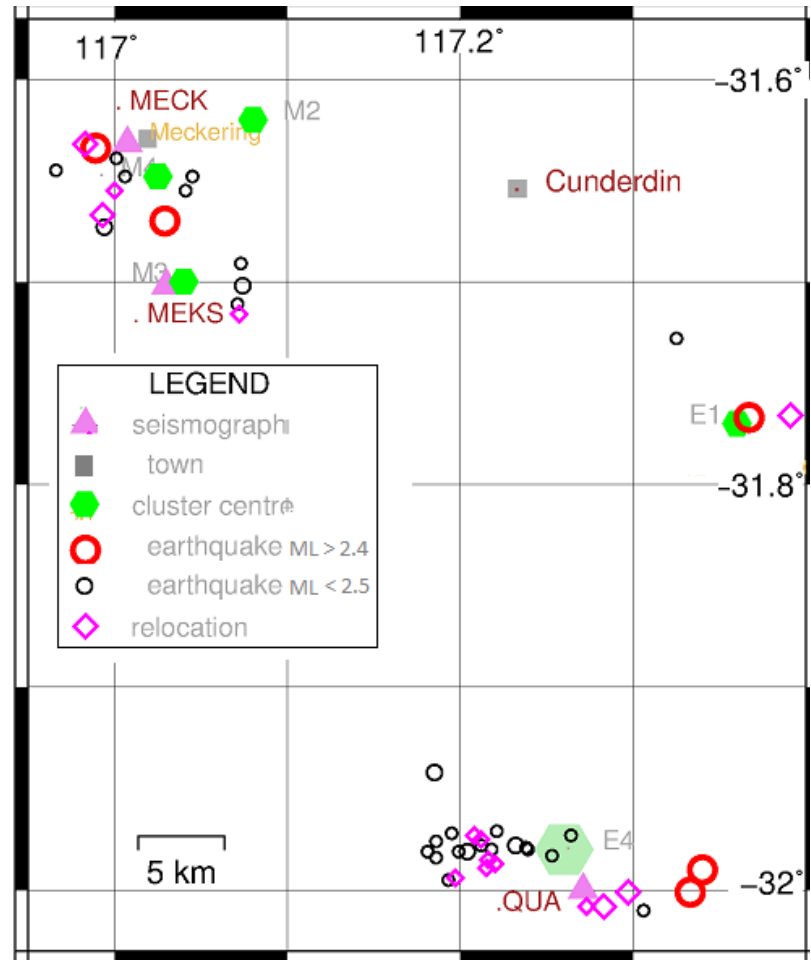 117° 117.2°
−31.6°
. MECK M2
Meckering
M4
Cunderdin
M3
. MEKS
LEGEND
seismograph
town
cluster centre
earthquake ML > 2.4
earthquake ML < 2.5
relocation
E1
−31.8°
E4
5 km
−32°
.QUA